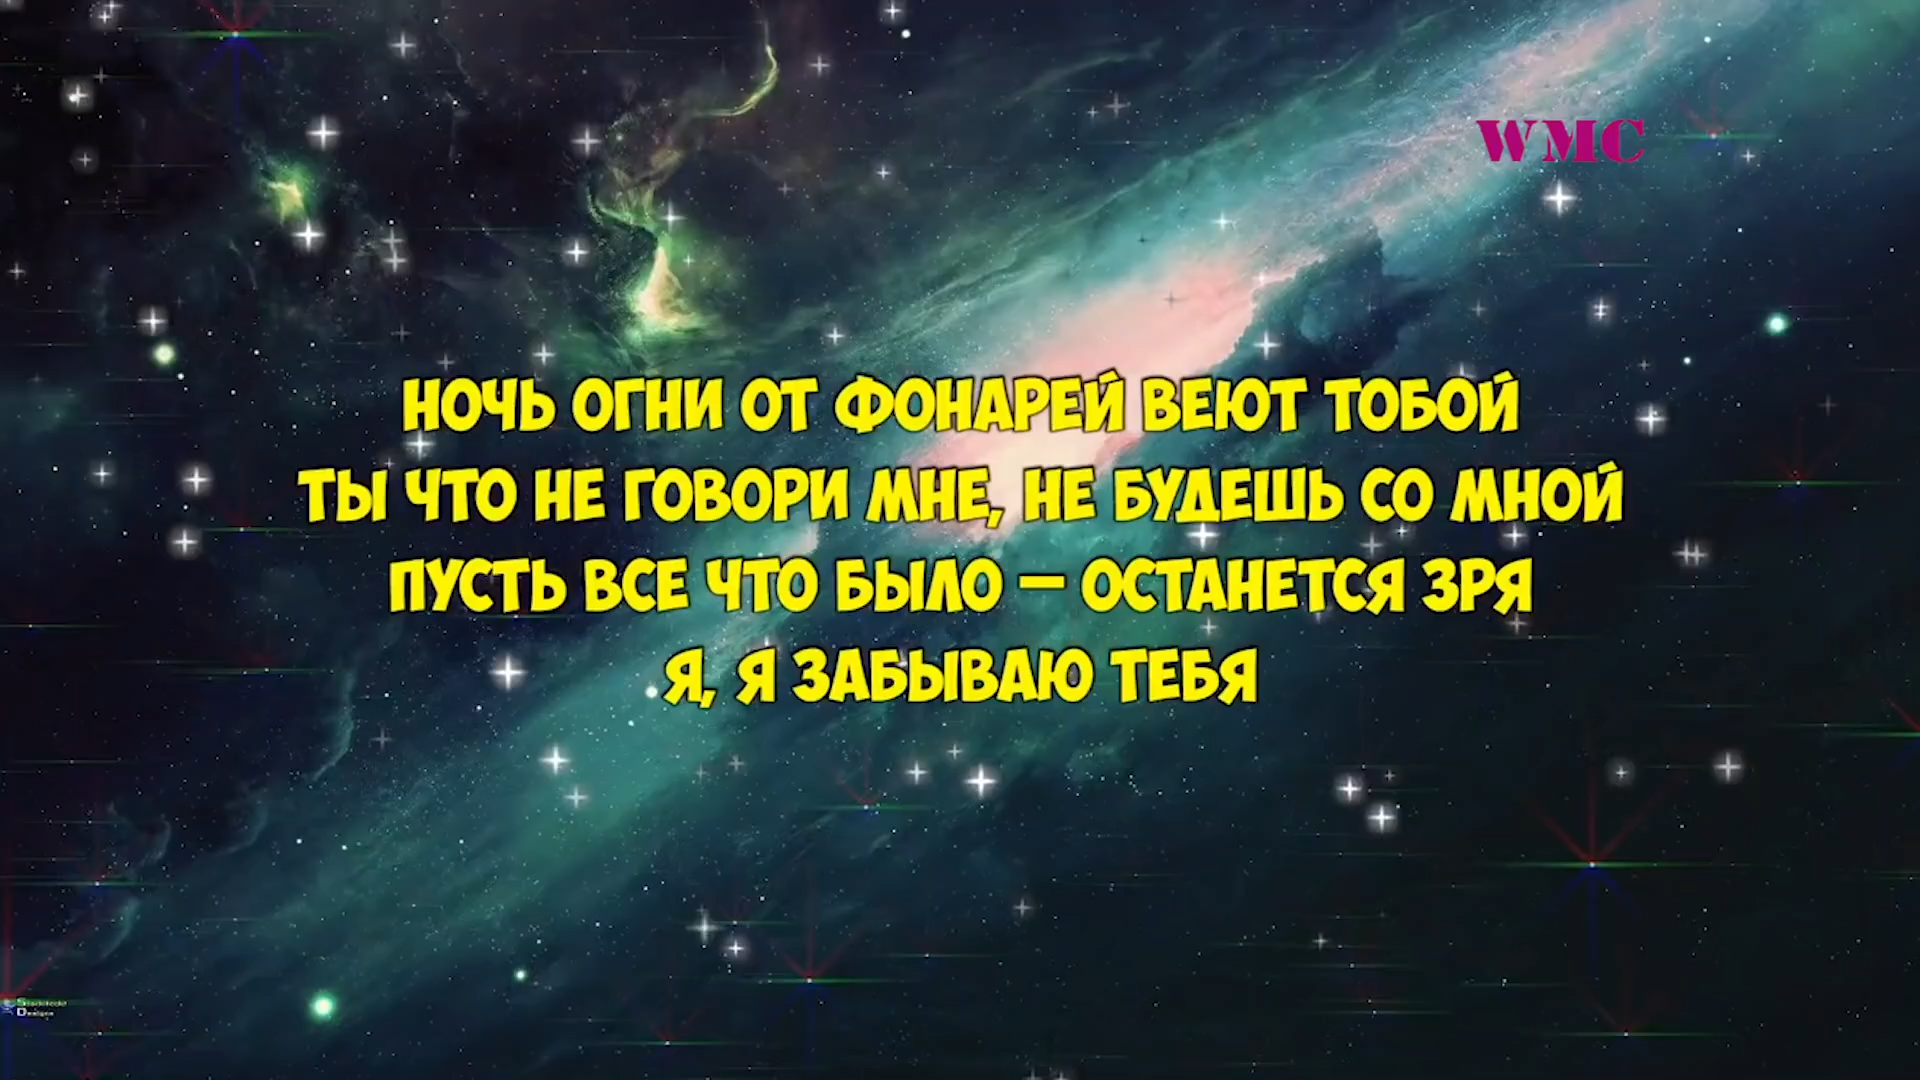 WMC
НОЧЬ ОГНИ ОТ ФОНАРЕЙ ВЕЮТ ТОБОЙ
ТЫ ЧТО НЕ ГОВОРИ МНЕ, НЕ БУДЕШЬ СО МНОЙ
ПУСТЬ ВСЕ ЧТО БЫЛО – ОСТАНЕТСЯ ЗРЯ
Я, Я ЗАБЫВАЮ ТЕБЯ